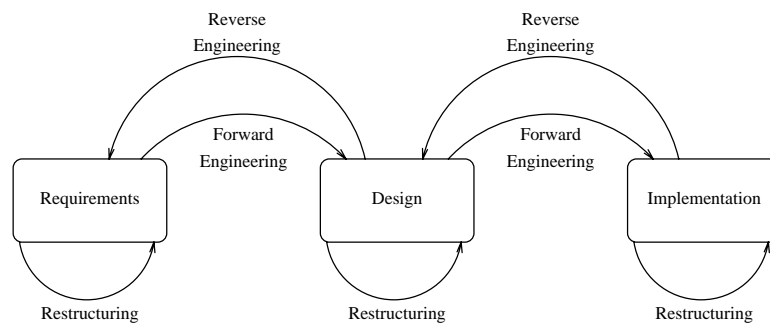 Reverse
Engineering
Reverse
Engineering
Forward
Engineering
Forward
Engineering
Requirements
Design
Implementation
Restructuring
Restructuring
Restructuring